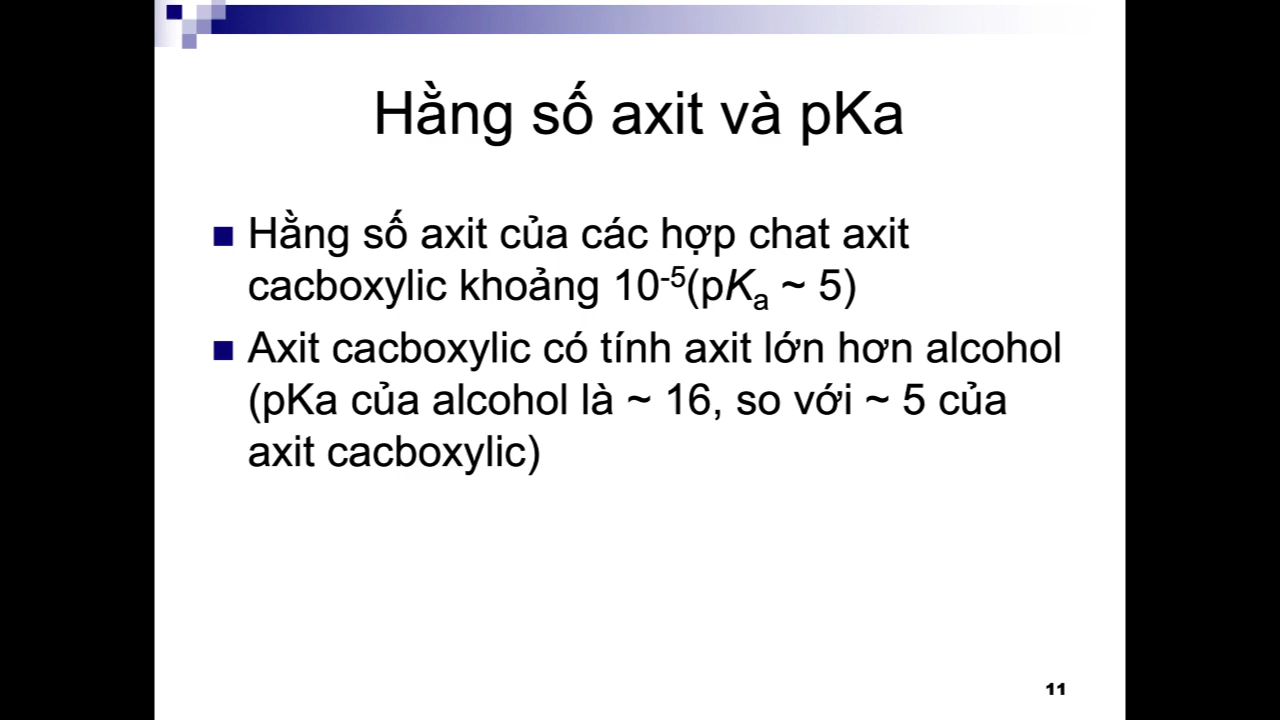 Hằng số axit và pKa
Hằng số axit của các hợp chat axit
cacboxylic khoảng 10⁻⁵(pKₐ ~ 5)
Axit cacboxylic có tính axit lớn hơn alcohol
(pKa của alcohol là ~ 16, so với ~ 5 của
axit cacboxylic)
11